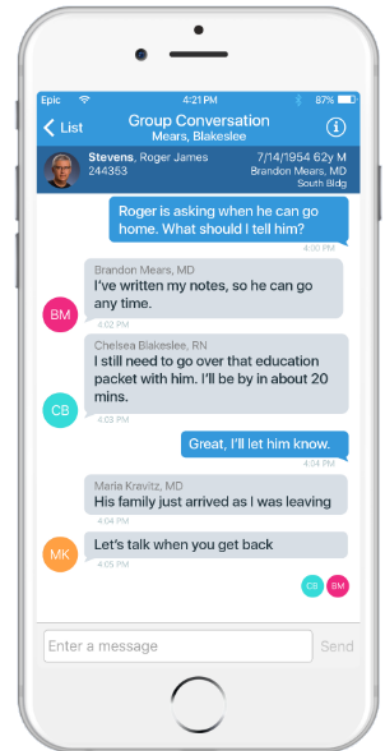 Epic 4:21 PM 87%
List Group Conversation
Mears, Blakeslee
Stevens, Roger James 7/14/1954 62y M
244353 Brandon Mears, MD
South Bldg
Roger is asking when he can go
home. What should I tell him?
4:00 PM
Brandon Mears, MD
I've written my notes, so he can go
any time.
BM
4:02 PM
Chelsea Blakeslee, RN
I still need to go over that education
packet with him. I'll be by in about 20
mins.
CB
4:03 PM
Great, I'll let him know.
4:04 PM
Maria Kravitz, MD
His family just arrived as I was leaving
4:04 PM
Let's talk when you get back
MK
4:05 PM
CB BM
Enter a message Send